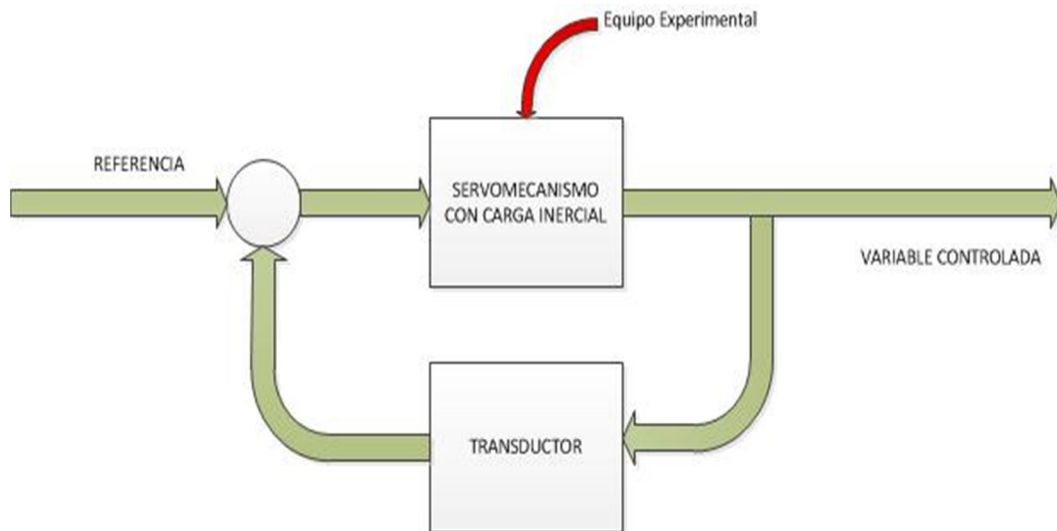 Equipo Experimental
REFERENCIA
SERVOMECANISMO
CON CARGA INERCIAL
VARIABLE CONTROLADA
TRANSDUCTOR